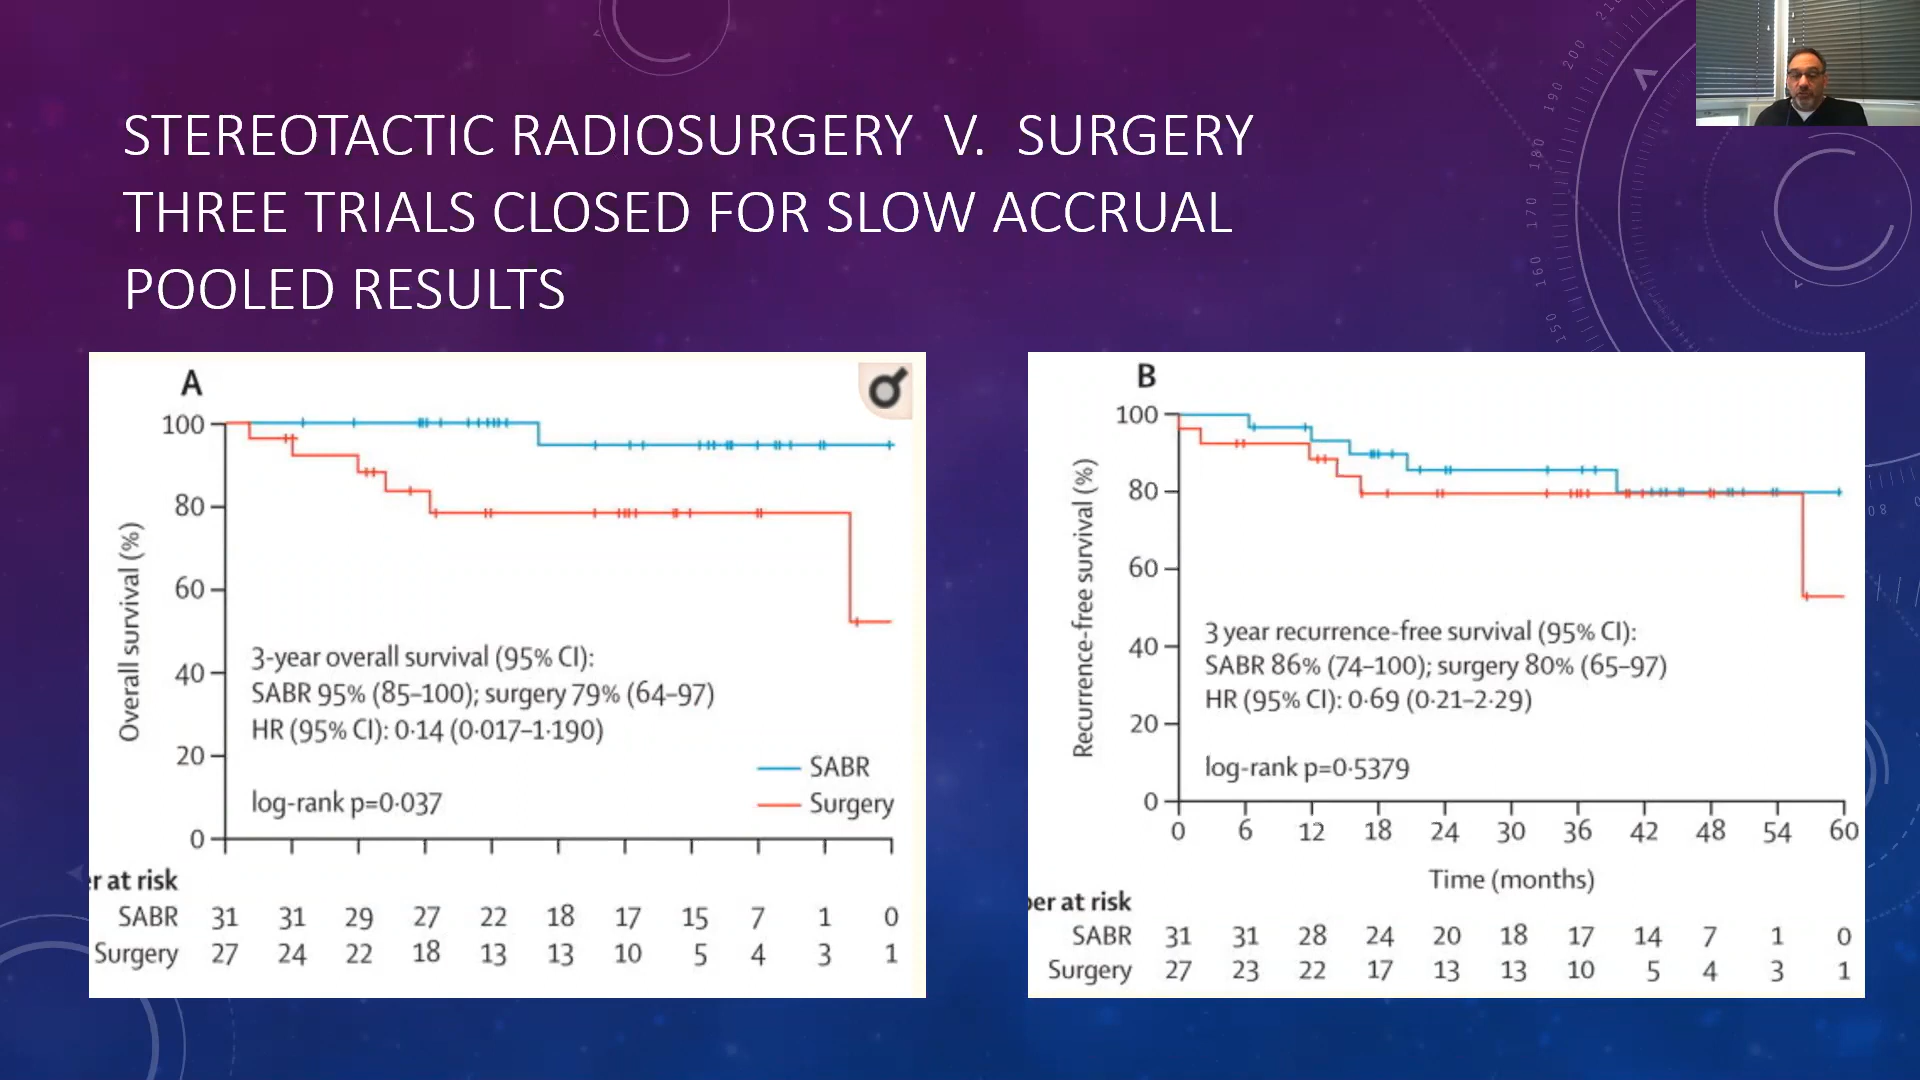 STEREOTACTIC RADIOSURGERY V. SURGERY
THREE TRIALS CLOSED FOR SLOW ACCRUAL
POOLED RESULTS
A
100
80
60
40
20
0
Overall survival (%)
3-year overall survival (95% CI):
SABR 95% (85–100); surgery 79% (64–97)
HR (95% CI): 0·14 (0·017–1·190)
log-rank p=0·037
SABR
Surgery
er at risk
SABR 31 31 29 27 22 18 17 15 7 1 0
Surgery 27 24 22 18 13 13 10 5 4 3 1
B
100
80
60
40
20
0
Recurrence-free survival (%)
3 year recurrence-free survival (95% CI):
SABR 86% (74–100); surgery 80% (65–97)
HR (95% CI): 0·69 (0·21–2·29)
log-rank p=0·5379
0 6 12 18 24 30 36 42 48 54 60
Time (months)
ber at risk
SABR 31 31 28 24 20 18 17 14 7 1 0
Surgery 27 23 22 17 13 13 10 5 4 3 1
200
190
180
170
160
150